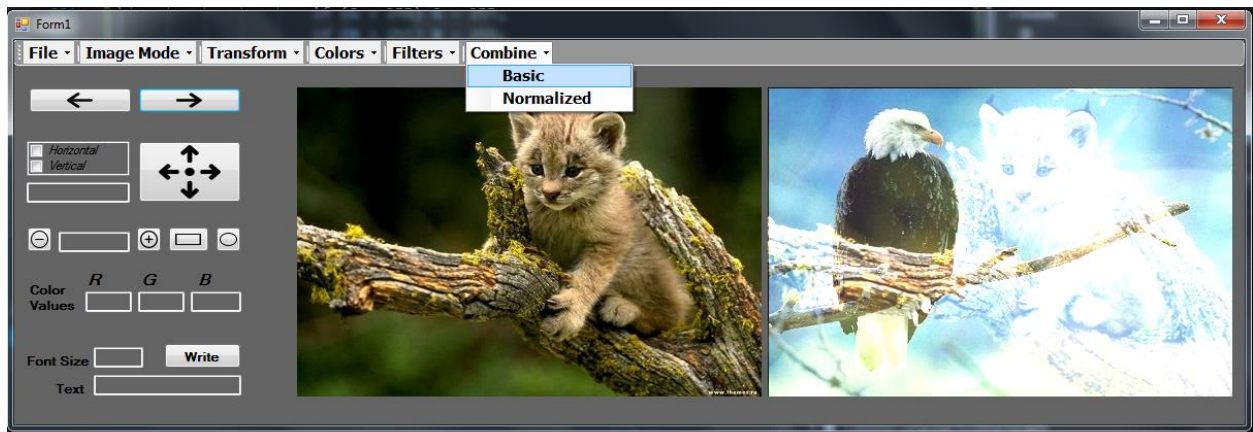 Form1
File Image Mode Transform Colors Filters Combine
Basic
Normalized
Horizontal
Vertical
R G B
Color
Values
Font Size Write
Text